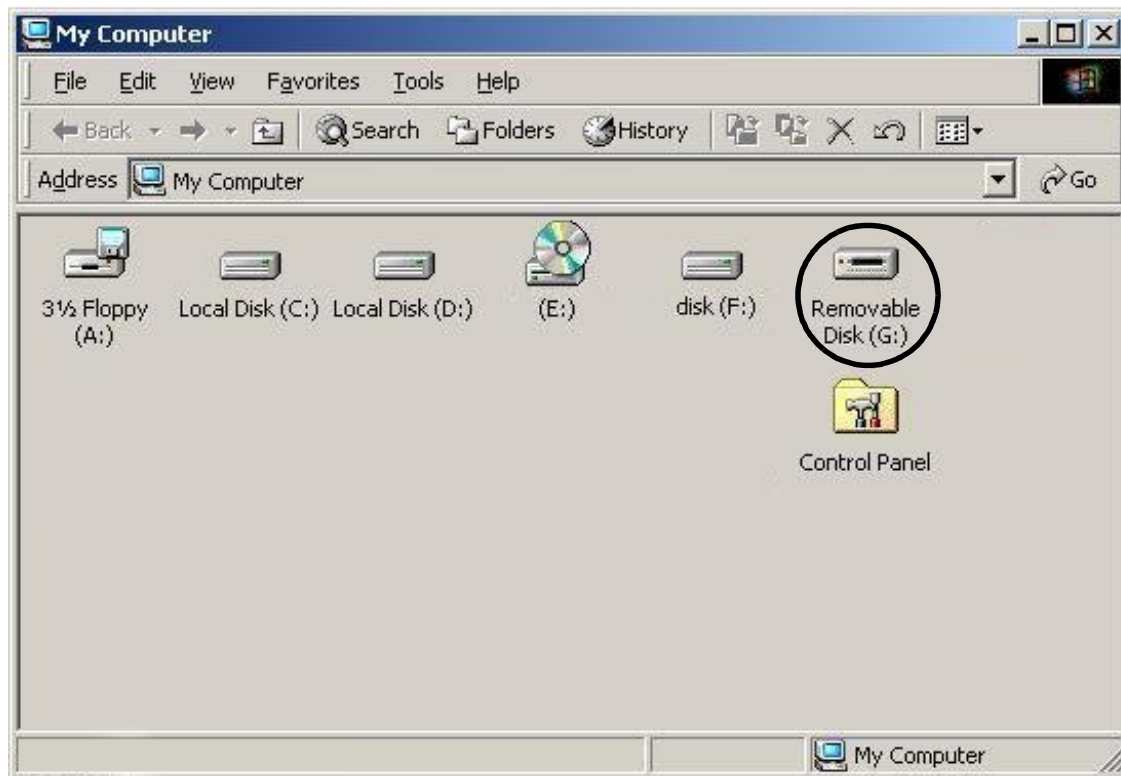 My Computer
File Edit View Favorites Tools Help
Back Search Folders History
Address My Computer Go
3½ Floppy (A:)
Local Disk (C:)
Local Disk (D:)
(E:)
disk (F:)
Removable Disk (G:)
Control Panel
My Computer